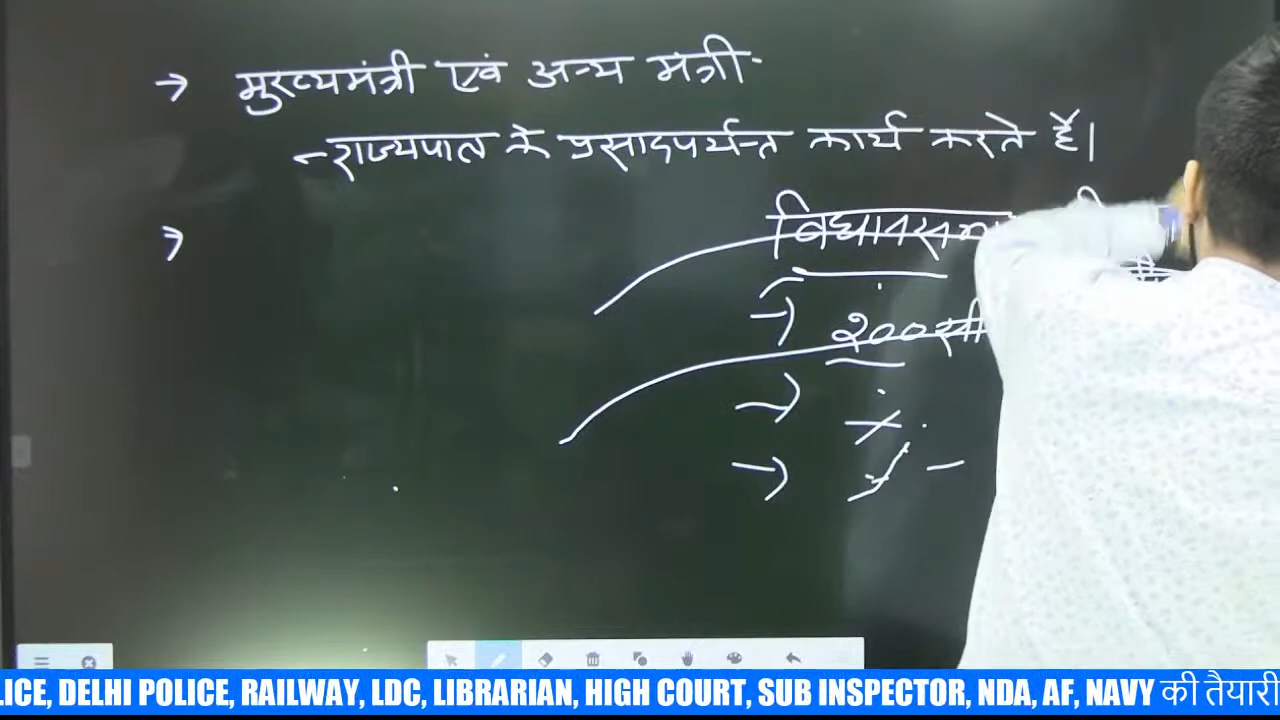 → मुख्यमंत्री एवं अन्य मंत्री
- राज्यपाल के प्रसादपर्यन्त कार्य करते हैं।
→
विधानसभा
→ 200
→
→
LICE, DELHI POLICE, RAILWAY, LDC, LIBRARIAN, HIGH COURT, SUB INSPECTOR, NDA, AF, NAVY की तैयारी